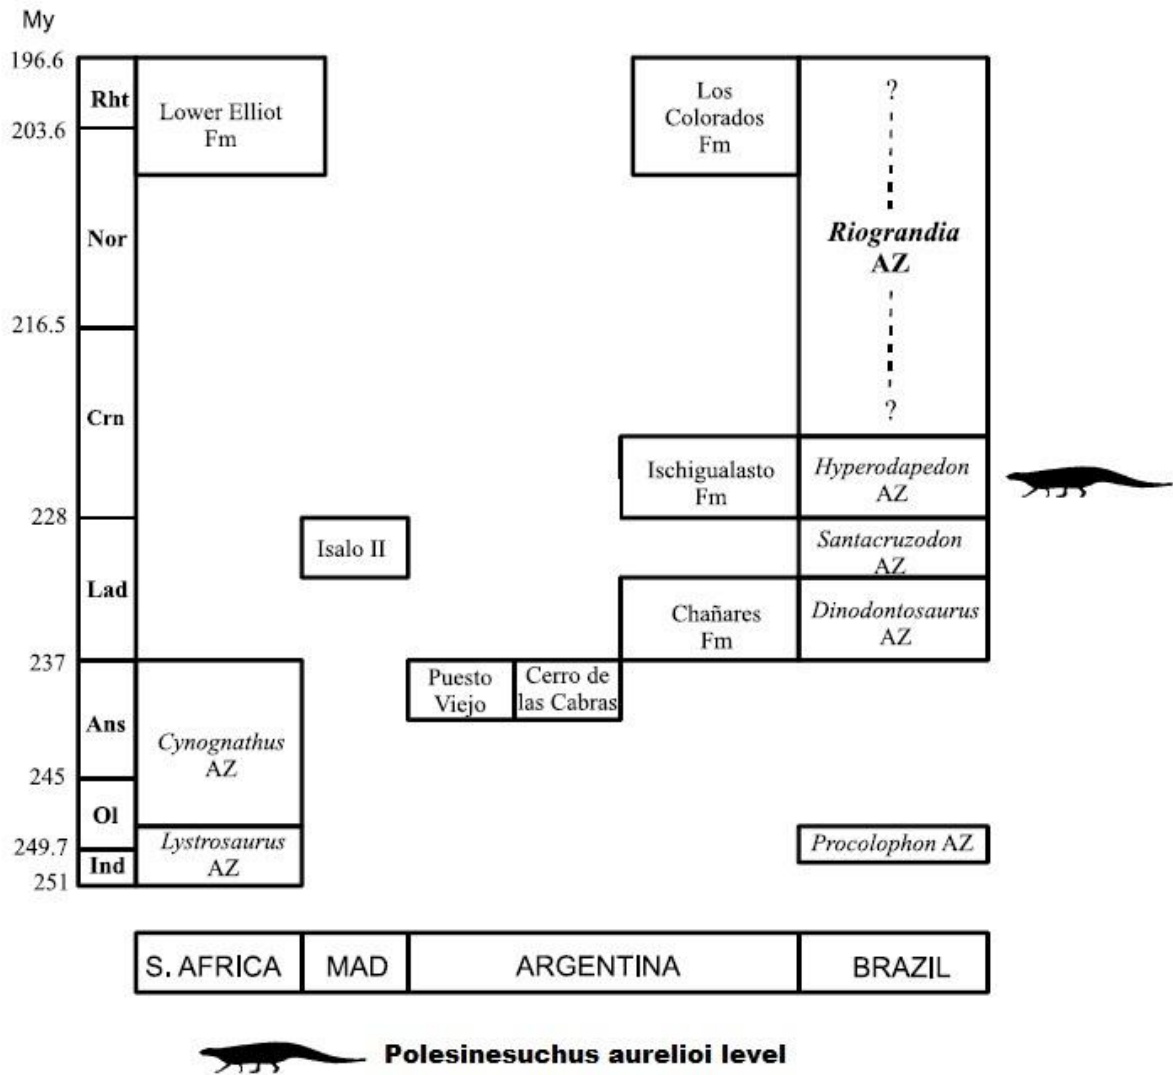 My
196.6
Rht
Lower Elliot
Fm
Los
Colorados
Fm
?
203.6
Nor
Riograndia
AZ
216.5
Crn
?
Ischigualasto
Fm
Hyperodapedon
AZ
228
Isalo II
Santacruzodon
AZ
Lad
Chañares
Fm
Dinodontosaurus
AZ
237
Puesto
Viejo
Cerro de
las Cabras
Ans
Cynognathus
AZ
245
Ol
249.7
Lystrosaurus
AZ
Procolophon AZ
Ind
251
S. AFRICA
MAD
ARGENTINA
BRAZIL
Polesinesuchus aurelioi level